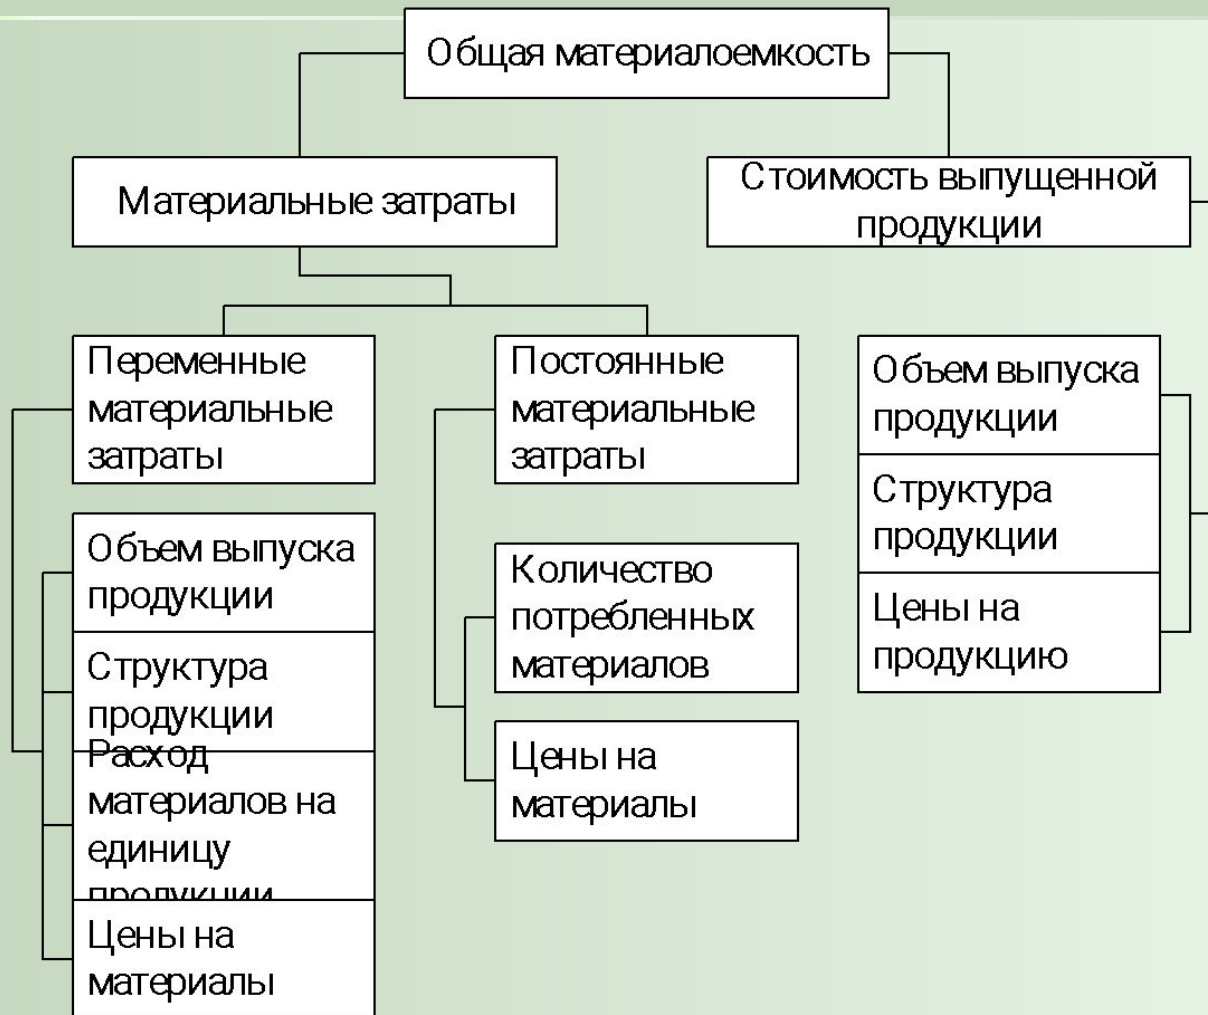 Общая материалоемкость
Материальные затраты
Стоимость выпущенной
продукции
Переменные
материальные
затраты
Постоянные
материальные
затраты
Объем выпуска
продукции
Структура
продукции
Цены на
продукцию
Объем выпуска
продукции
Структура
продукции
Расход
материалов на
единицу
продукции
Цены на
материалы
Количество
потребленных
материалов
Цены на
материалы